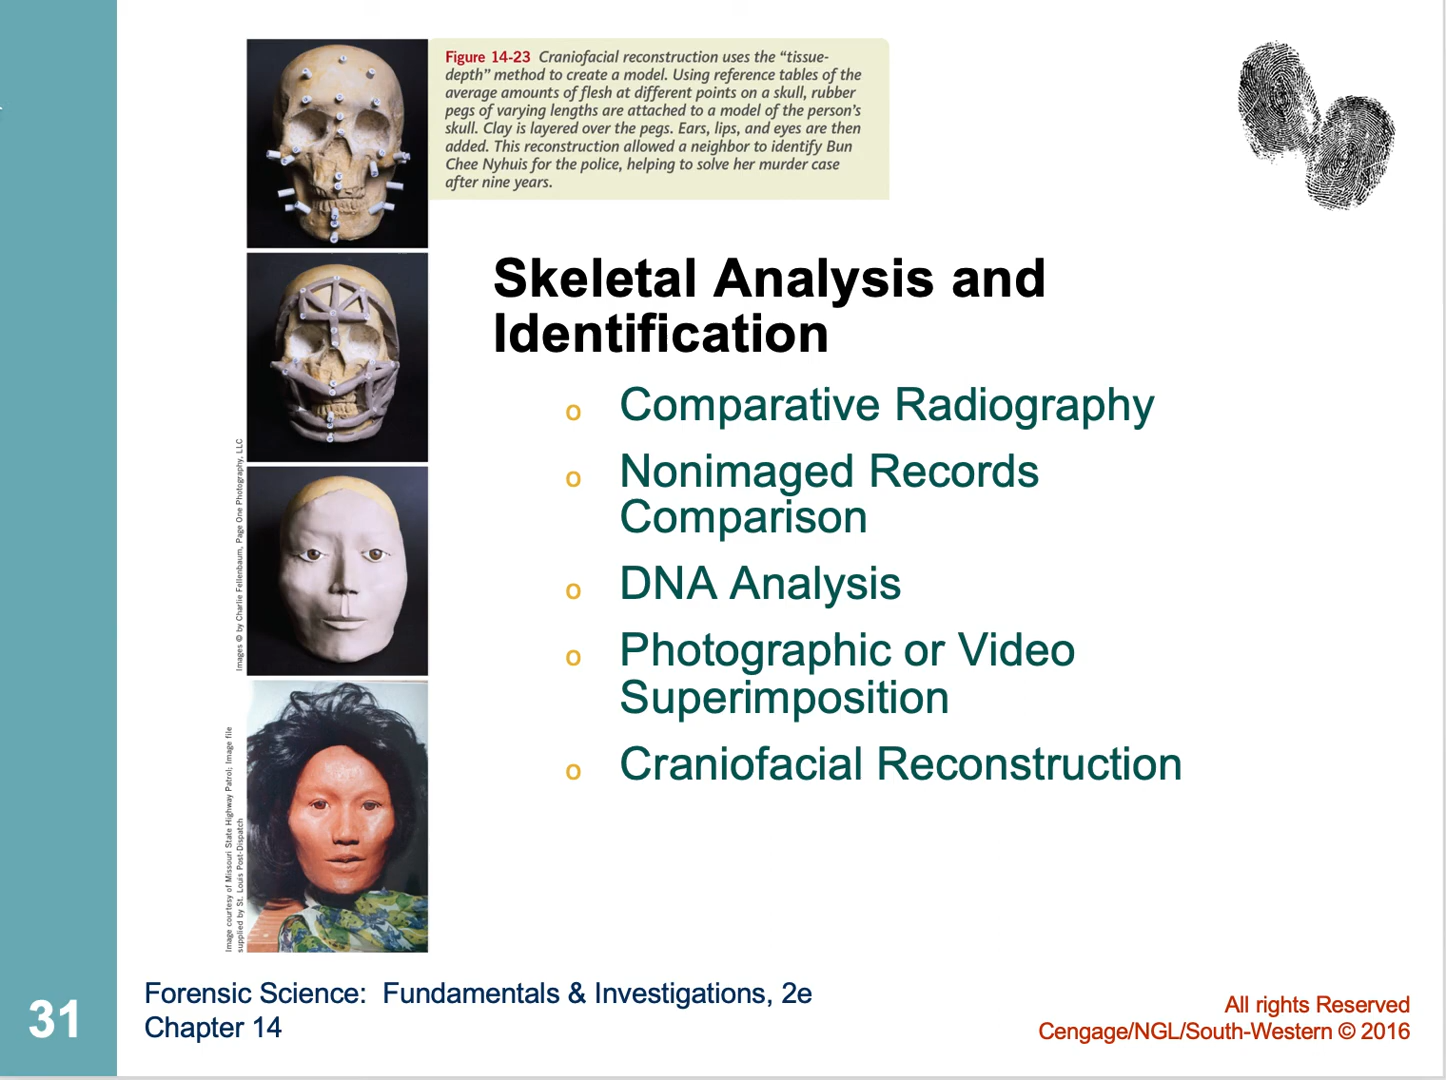 Figure 14-23 Craniofacial reconstruction uses the “tissue-
depth” method to create a model. Using reference tables of the
average amounts of flesh at different points on a skull, rubber
pegs of varying lengths are attached to a model of the person’s
skull. Clay is layered over the pegs. Ears, lips, and eyes are then
added. This reconstruction allowed a neighbor to identify Bun
Chee Nyhuis for the police, helping to solve her murder case
after nine years.
Images © by Charlie Fellenbaum, Page One Photography, LLC
Image courtesy of Missouri State Highway Patrol; Image file
supplied by St. Louis Post-Dispatch
Skeletal Analysis and
Identification
o Comparative Radiography
o Nonimaged Records
Comparison
o DNA Analysis
o Photographic or Video
Superimposition
o Craniofacial Reconstruction
31
Forensic Science: Fundamentals & Investigations, 2e
Chapter 14
All rights Reserved
Cengage/NGL/South-Western © 2016